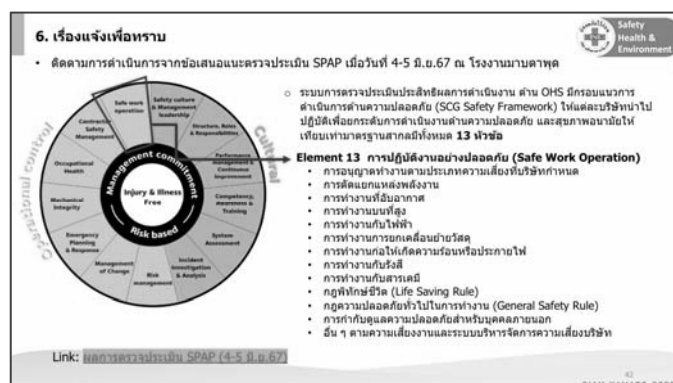 6. เรื่องแจ้งเพื่อทราบ
Safety
Health &
Environment
• ติดตามการดำเนินการจากข้อเสนอแนะตรวจประเมิน SPAP เมื่อวันที่ 4-5 มิ.ย.67 ณ โรงงานมาบตาพุด
o ระบบการตรวจประเมินประสิทธิผลการดำเนินงาน ด้าน OHS มีกรอบแนวการ
ดำเนินการด้านความปลอดภัย (SCG Safety Framework) ให้แต่ละบริษัทนำไป
ปฏิบัติเพื่อยกระดับการดำเนินงานด้านความปลอดภัย และสุขภาพอนามัยให้
เทียบเท่ามาตรฐานสากลมีทั้งหมด 13 หัวข้อ
Operational control
Cultural
Safe work
operation
Safety culture
& Management
leadership
Structure, Roles
& Responsibilities
Performance
management &
Continuous
Improvement
Competency,
Awareness &
Training
System
Assessment
Incident
Investigation
& Analysis
Risk
management
Management
of Change
Emergency
Planning
& Response
Mechanical
Integrity
Occupational
Health
Contractor
Safety
Management
Management commitment
Injury & Illness
Free
Risk based
Element 13 การปฏิบัติงานอย่างปลอดภัย (Safe Work Operation)
• การอนุญาตทำงานตามประเภทความเสี่ยงที่บริษัทกำหนด
• การตัดแยกแหล่งพลังงาน
• การทำงานที่อับอากาศ
• การทำงานบนที่สูง
• การทำงานกับไฟฟ้า
• การทำงานการยกเคลื่อนย้ายวัสดุ
• การทำงานก่อให้เกิดความร้อนหรือประกายไฟ
• การทำงานกับรังสี
• การทำงานกับสารเคมี
• กฎพิทักษ์ชีวิต (Life Saving Rule)
• กฎความปลอดภัยทั่วไปในการทำงาน (General Safety Rule)
• การกำกับดูแลความปลอดภัยสำหรับบุคคลภายนอก
• อื่น ๆ ตามความเสี่ยงงานและระบบบริหารจัดการความเสี่ยงบริษัท
Link: ผลการตรวจประเมิน SPAP (4-5 มิ.ย.67)
42